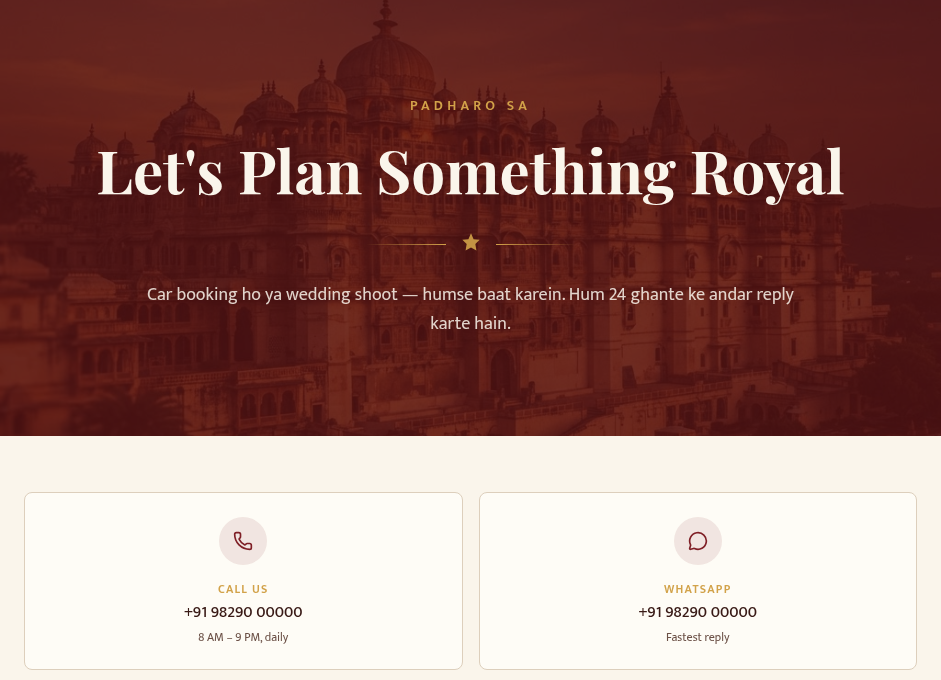 PADHARO SA
Let's Plan Something Royal
Car booking ho ya wedding shoot — humse baat karein. Hum 24 ghante ke andar reply
karte hain.
CALL US
+91 98290 00000
8 AM – 9 PM, daily
WHATSAPP
+91 98290 00000
Fastest reply